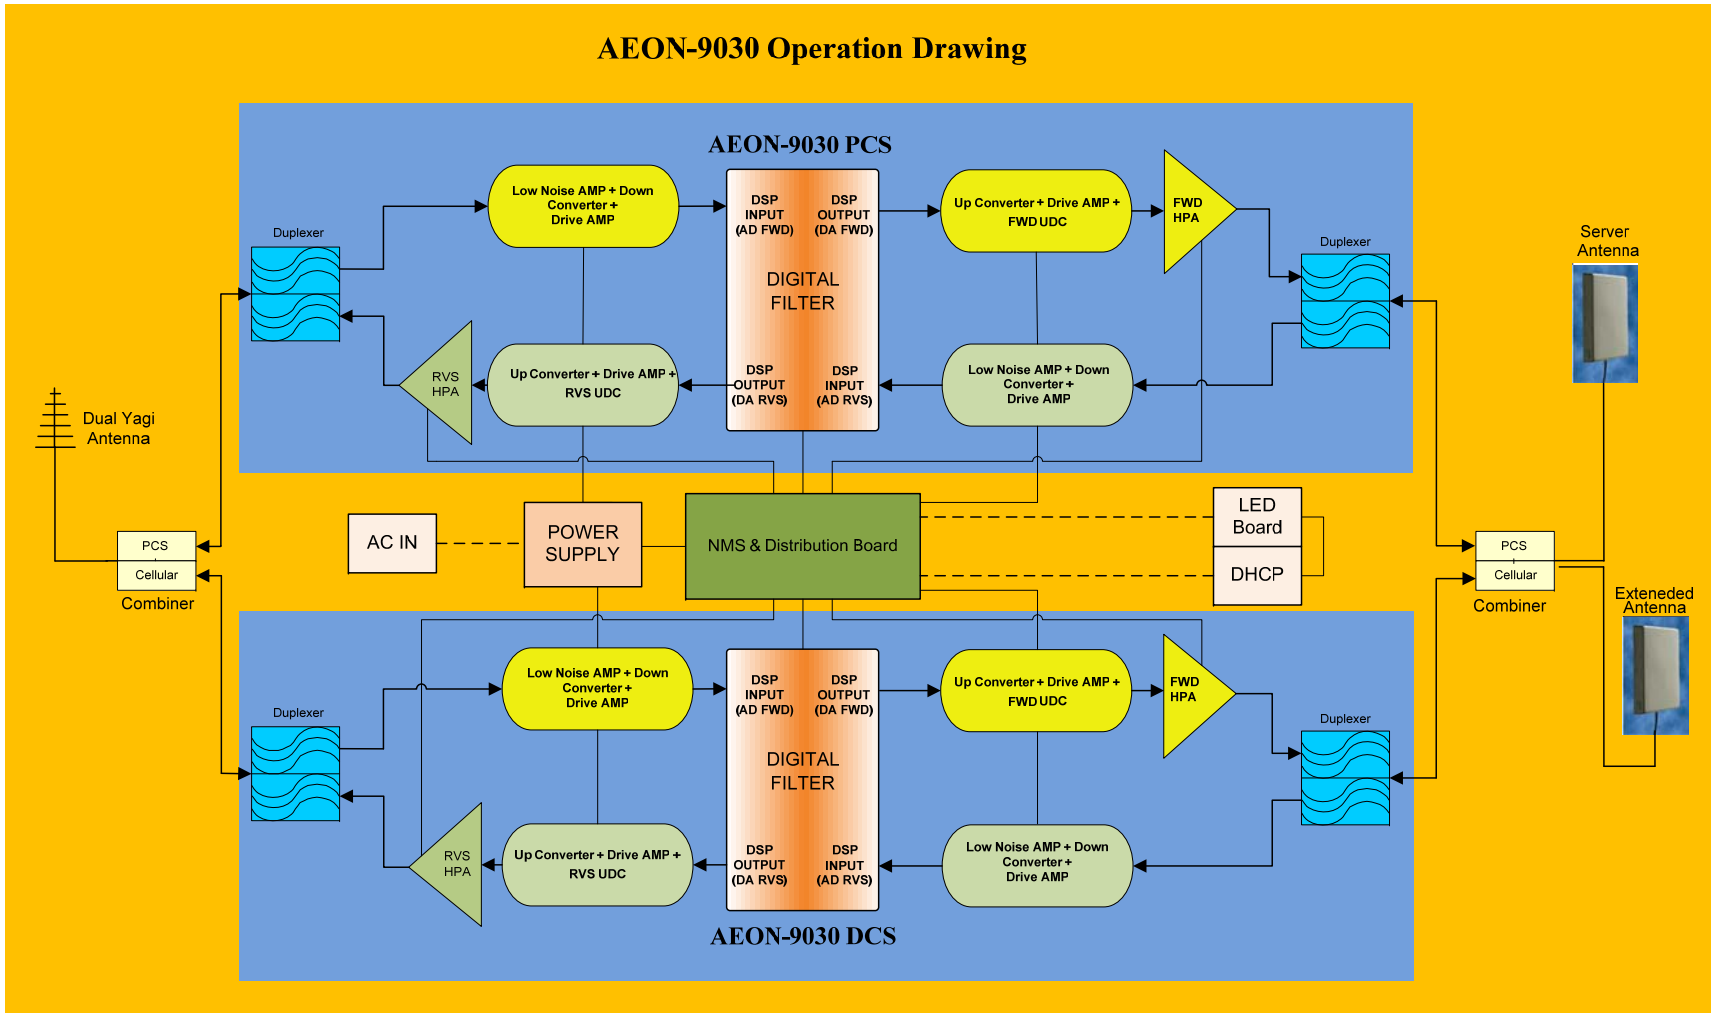 AEON-9030 Operation Drawing
AEON-9030 PCS
Low Noise AMP + Down
Converter +
Drive AMP
DSP
INPUT
(AD FWD)
DSP
OUTPUT
(DA FWD)
Up Converter + Drive AMP +
FWD UDC
FWD
HPA
Duplexer
Duplexer
DIGITAL
FILTER
RVS
HPA
Up Converter + Drive AMP +
RVS UDC
DSP
OUTPUT
(DA RVS)
DSP
INPUT
(AD RVS)
Low Noise AMP + Down
Converter +
Drive AMP
Server
Antenna
Dual Yagi
Antenna
PCS
Cellular
Combiner
AC IN
POWER
SUPPLY
NMS & Distribution Board
LED
Board
DHCP
PCS
Cellular
Combiner
Exteneded
Antenna
Low Noise AMP + Down
Converter +
Drive AMP
DSP
INPUT
(AD FWD)
DSP
OUTPUT
(DA FWD)
Up Converter + Drive AMP +
FWD UDC
FWD
HPA
Duplexer
Duplexer
DIGITAL
FILTER
RVS
HPA
Up Converter + Drive AMP +
RVS UDC
DSP
OUTPUT
(DA RVS)
DSP
INPUT
(AD RVS)
Low Noise AMP + Down
Converter +
Drive AMP
AEON-9030 DCS